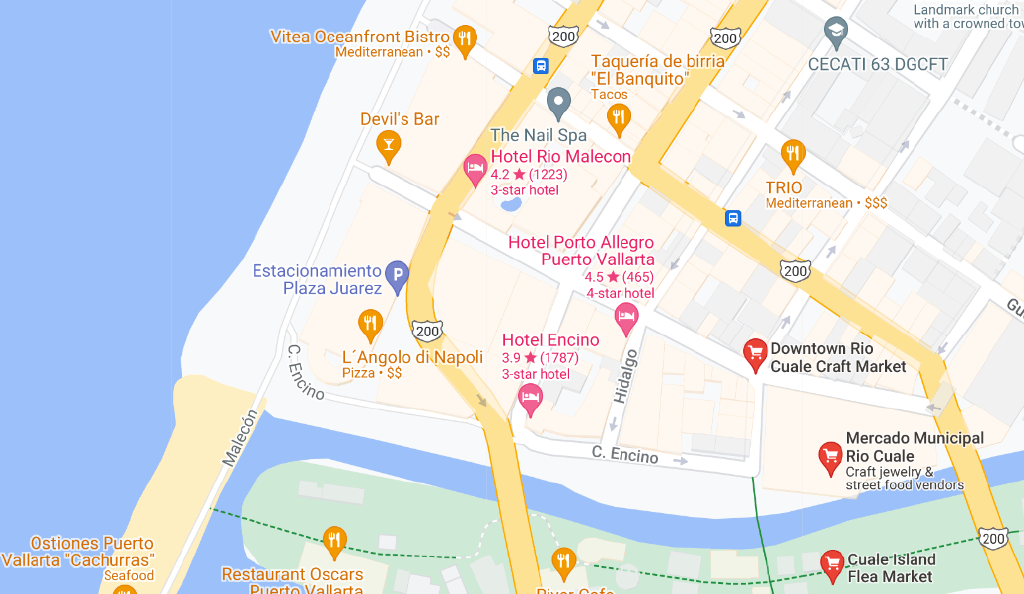 Landmark church
with a crowned tow
Vitea Oceanfront Bistro
Mediterranean • $$
200
200
CECATI 63 DGCFT
Taquería de birria
"El Banquito"
Tacos
Devil's Bar
The Nail Spa
Hotel Rio Malecon
4.2 ★ (1223)
3-star hotel
TRIO
Mediterranean • $$$
Hotel Porto Allegro
Puerto Vallarta
4.5 ★ (465)
4-star hotel
Estacionamiento
Plaza Juarez
P
200
Gu
200
L´Angolo di Napoli
Pizza • $$
Hotel Encino
3.9 ★ (1787)
3-star hotel
C. Encino
Hidalgo
Downtown Rio
Cuale Craft Market
Malecón
C. Encino
Mercado Municipal
Rio Cuale
Craft jewelry &
street food vendors
200
Ostiones Puerto
Vallarta "Cachurras"
Seafood
Restaurant Oscars
Puerto Vallarta
River Cafe
Cuale Island
Flea Market